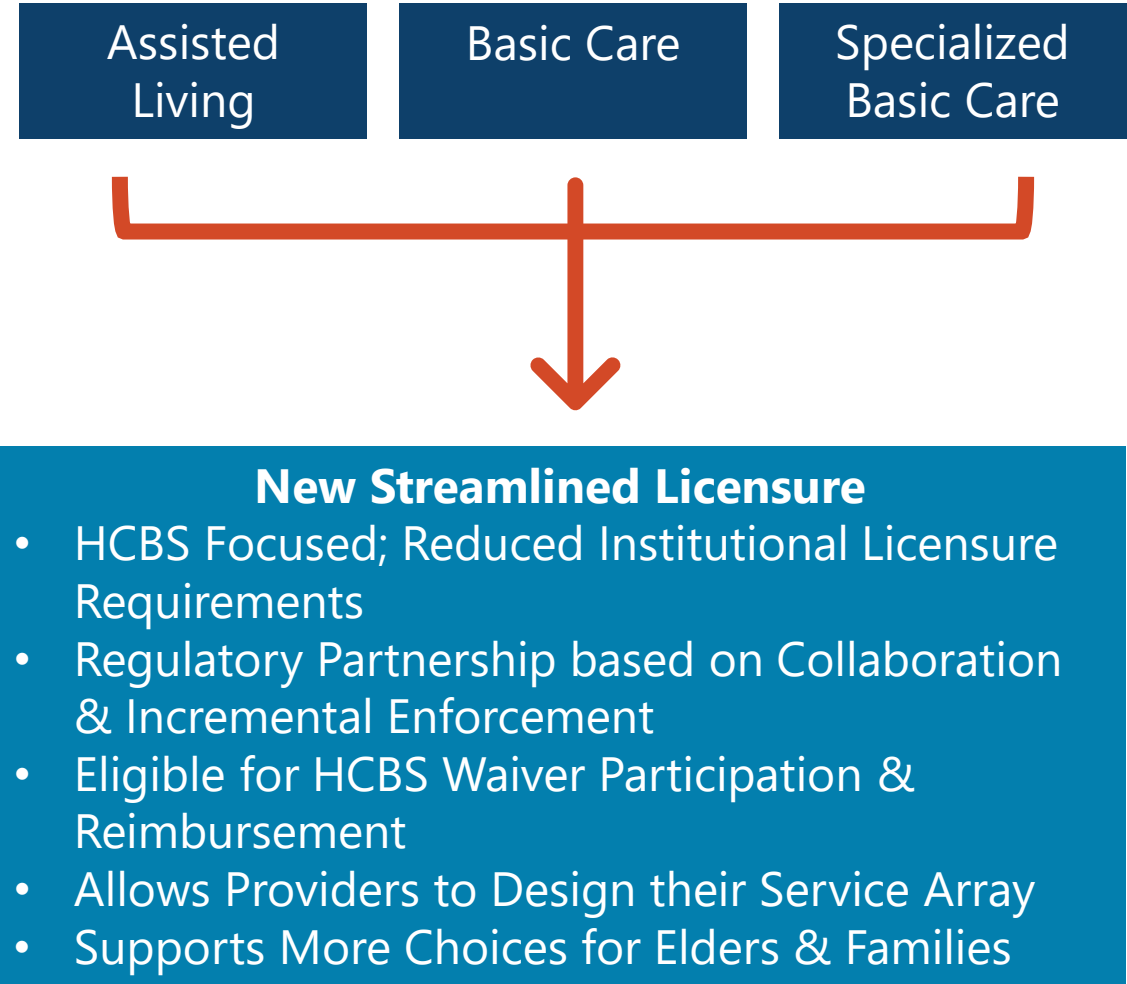 Assisted
Living
Basic Care
Specialized
Basic Care
New Streamlined Licensure
• HCBS Focused; Reduced Institutional Licensure
Requirements
• Regulatory Partnership based on Collaboration
& Incremental Enforcement
• Eligible for HCBS Waiver Participation &
Reimbursement
• Allows Providers to Design their Service Array
• Supports More Choices for Elders & Families